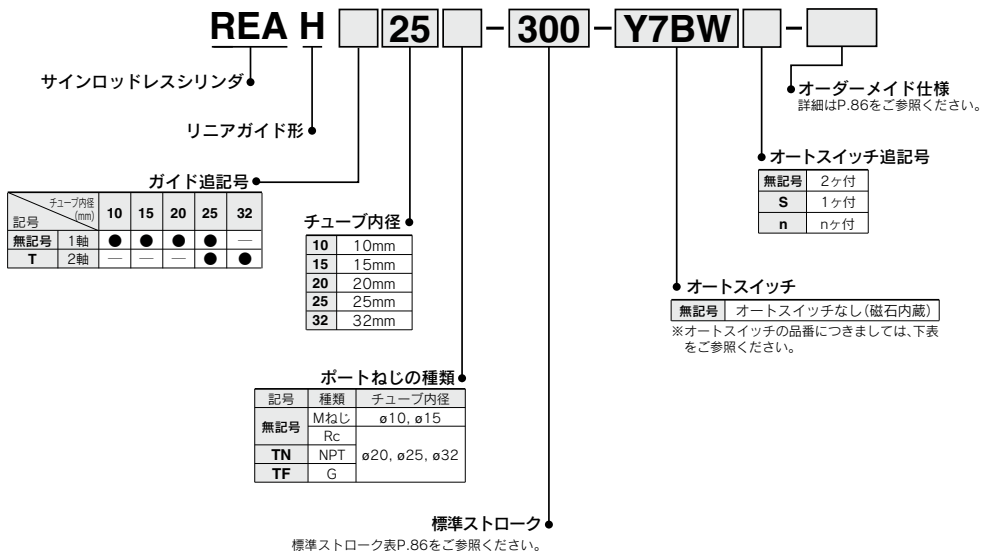 REA H 25 - 300 - Y7BW -
サインロッドレスシリンダ
リニアガイド形
オーダーメイド仕様
詳細はP.86をご参照ください。
オートスイッチ追記号
無記号 2ヶ付
S 1ヶ付
n nヶ付
ガイド追記号
記号 チューブ内径(mm) 10 15 20 25 32
無記号 1軸 ● ● ● ● —
T 2軸 — — — ● ●
チューブ内径
10 10mm
15 15mm
20 20mm
25 25mm
32 32mm
オートスイッチ
無記号 オートスイッチなし(磁石内蔵)
※オートスイッチの品番につきましては、下表
をご参照ください。
ポートねじの種類
記号 種類 チューブ内径
無記号 Mねじ ø10, ø15
Rc
TN NPT ø20, ø25, ø32
TF G
標準ストローク
標準ストローク表P.86をご参照ください。